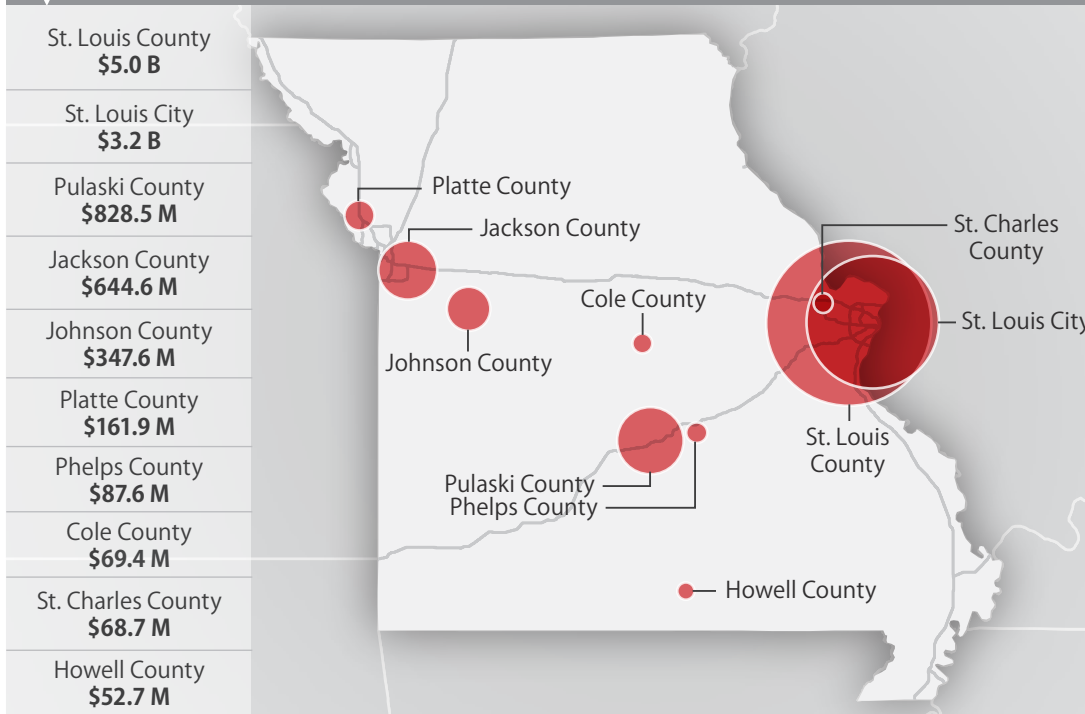 St. Louis County
$5.0 B
St. Louis City
$3.2 B
Pulaski County
$828.5 M
Jackson County
$644.6 M
Johnson County
$347.6 M
Platte County
$161.9 M
Phelps County
$87.6 M
Cole County
$69.4 M
St. Charles County
$68.7 M
Howell County
$52.7 M
Platte County
Jackson County
St. Charles
County
Cole County
St. Louis City
Johnson County
St. Louis
County
Pulaski County
Phelps County
Howell County